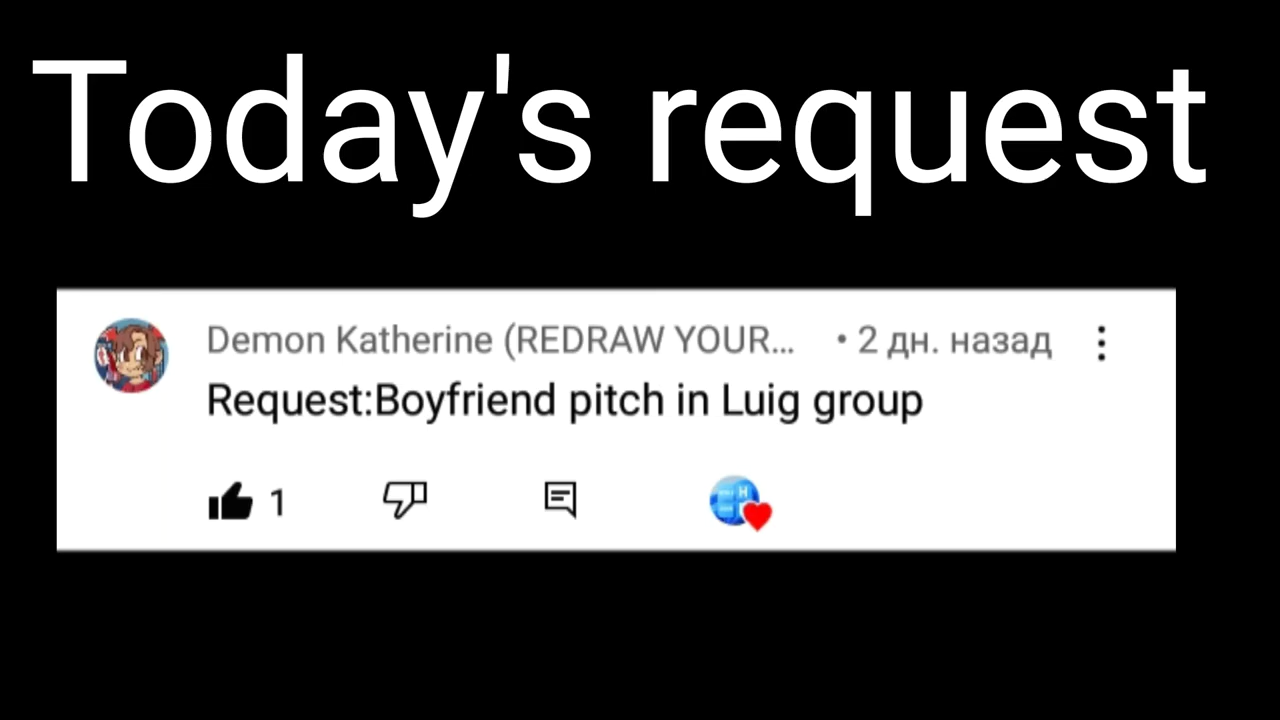 Today's request
Demon Katherine (REDRAW YOUR... • 2 дн. назад
Request:Boyfriend pitch in Luig group
1
H